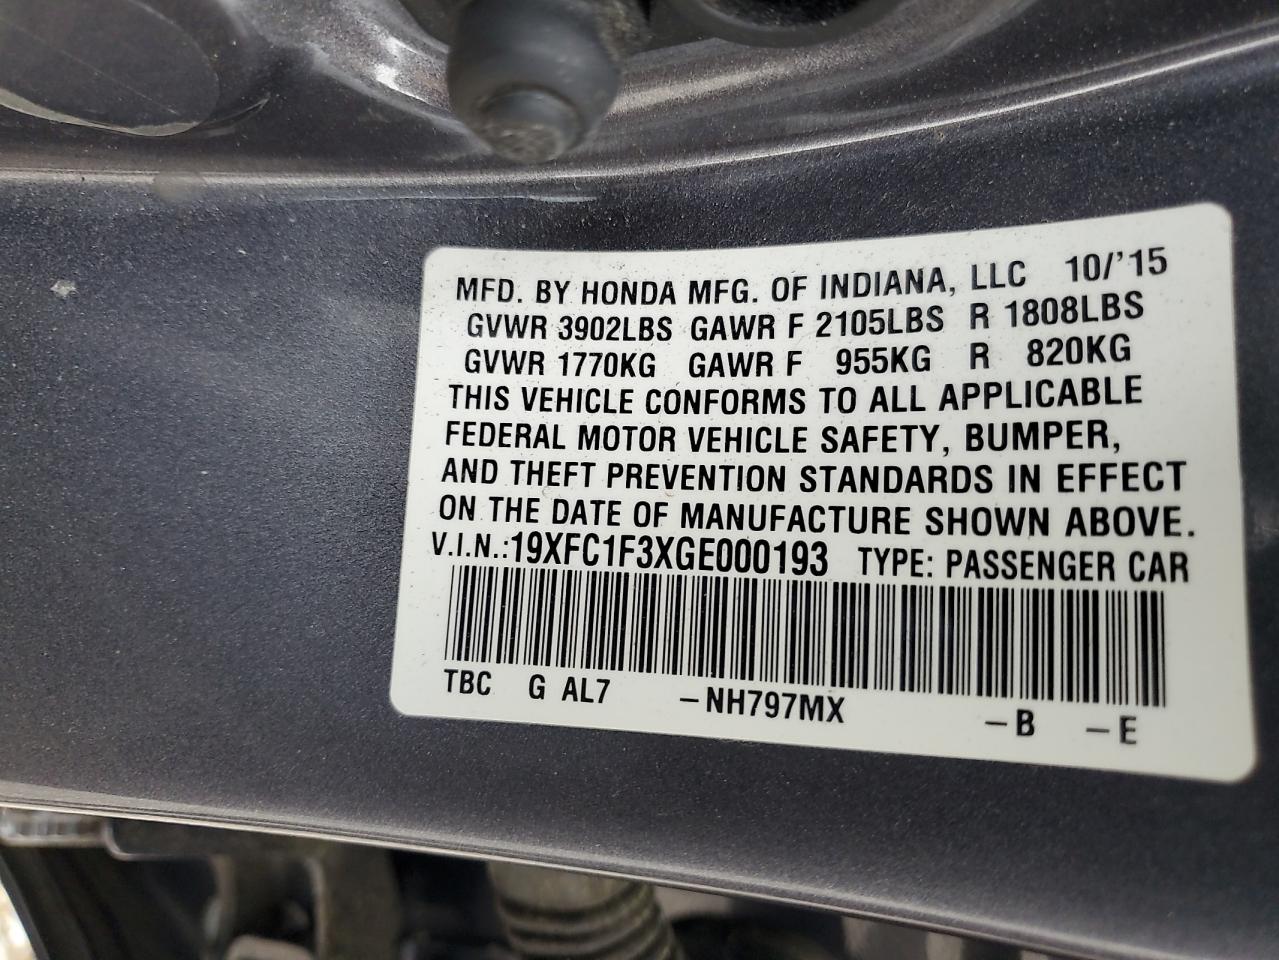 MFD. BY HONDA MFG. OF INDIANA, LLC 10/'15
GVWR 3902LBS GAWR F 2105LBS R 1808LBS
GVWR 1770KG GAWR F 955KG R 820KG
THIS VEHICLE CONFORMS TO ALL APPLICABLE
FEDERAL MOTOR VEHICLE SAFETY, BUMPER,
AND THEFT PREVENTION STANDARDS IN EFFECT
ON THE DATE OF MANUFACTURE SHOWN ABOVE.
V.I.N.:19XFC1F3XGE000193 TYPE: PASSENGER CAR
TBC G AL7 -NH797MX -B -E